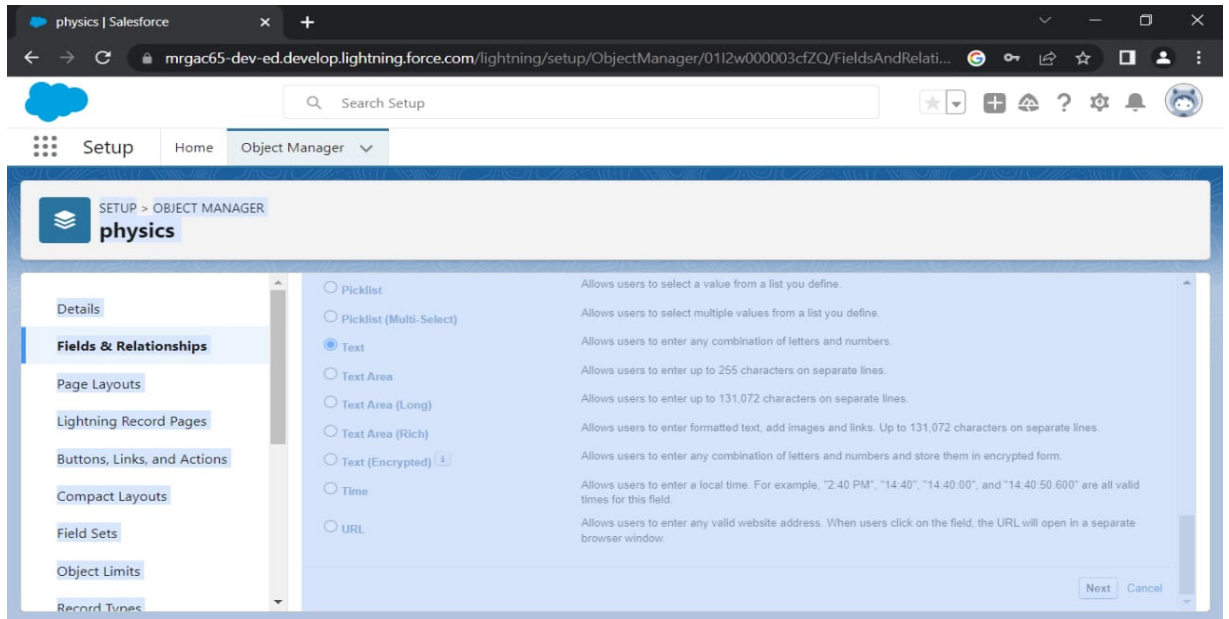 physics | Salesforce
mrgac65-dev-ed.develop.lightning.force.com/lightning/setup/ObjectManager/01I2w000003cfZQ/FieldsAndRelati...
Search Setup
Setup Home Object Manager
SETUP > OBJECT MANAGER
physics
Details
Fields & Relationships
Page Layouts
Lightning Record Pages
Buttons, Links, and Actions
Compact Layouts
Field Sets
Object Limits
Record Types
Picklist Allows users to select a value from a list you define.
Picklist (Multi-Select) Allows users to select multiple values from a list you define.
Text Allows users to enter any combination of letters and numbers.
Text Area Allows users to enter up to 255 characters on separate lines.
Text Area (Long) Allows users to enter up to 131,072 characters on separate lines.
Text Area (Rich) Allows users to enter formatted text, add images and links. Up to 131,072 characters on separate lines.
Text (Encrypted) i Allows users to enter any combination of letters and numbers and store them in encrypted form.
Time Allows users to enter a local time. For example, "2:40 PM", "14:40", "14:40:00", and "14:40:50.600" are all valid
times for this field.
URL Allows users to enter any valid website address. When users click on the field, the URL will open in a separate
browser window.
Next Cancel